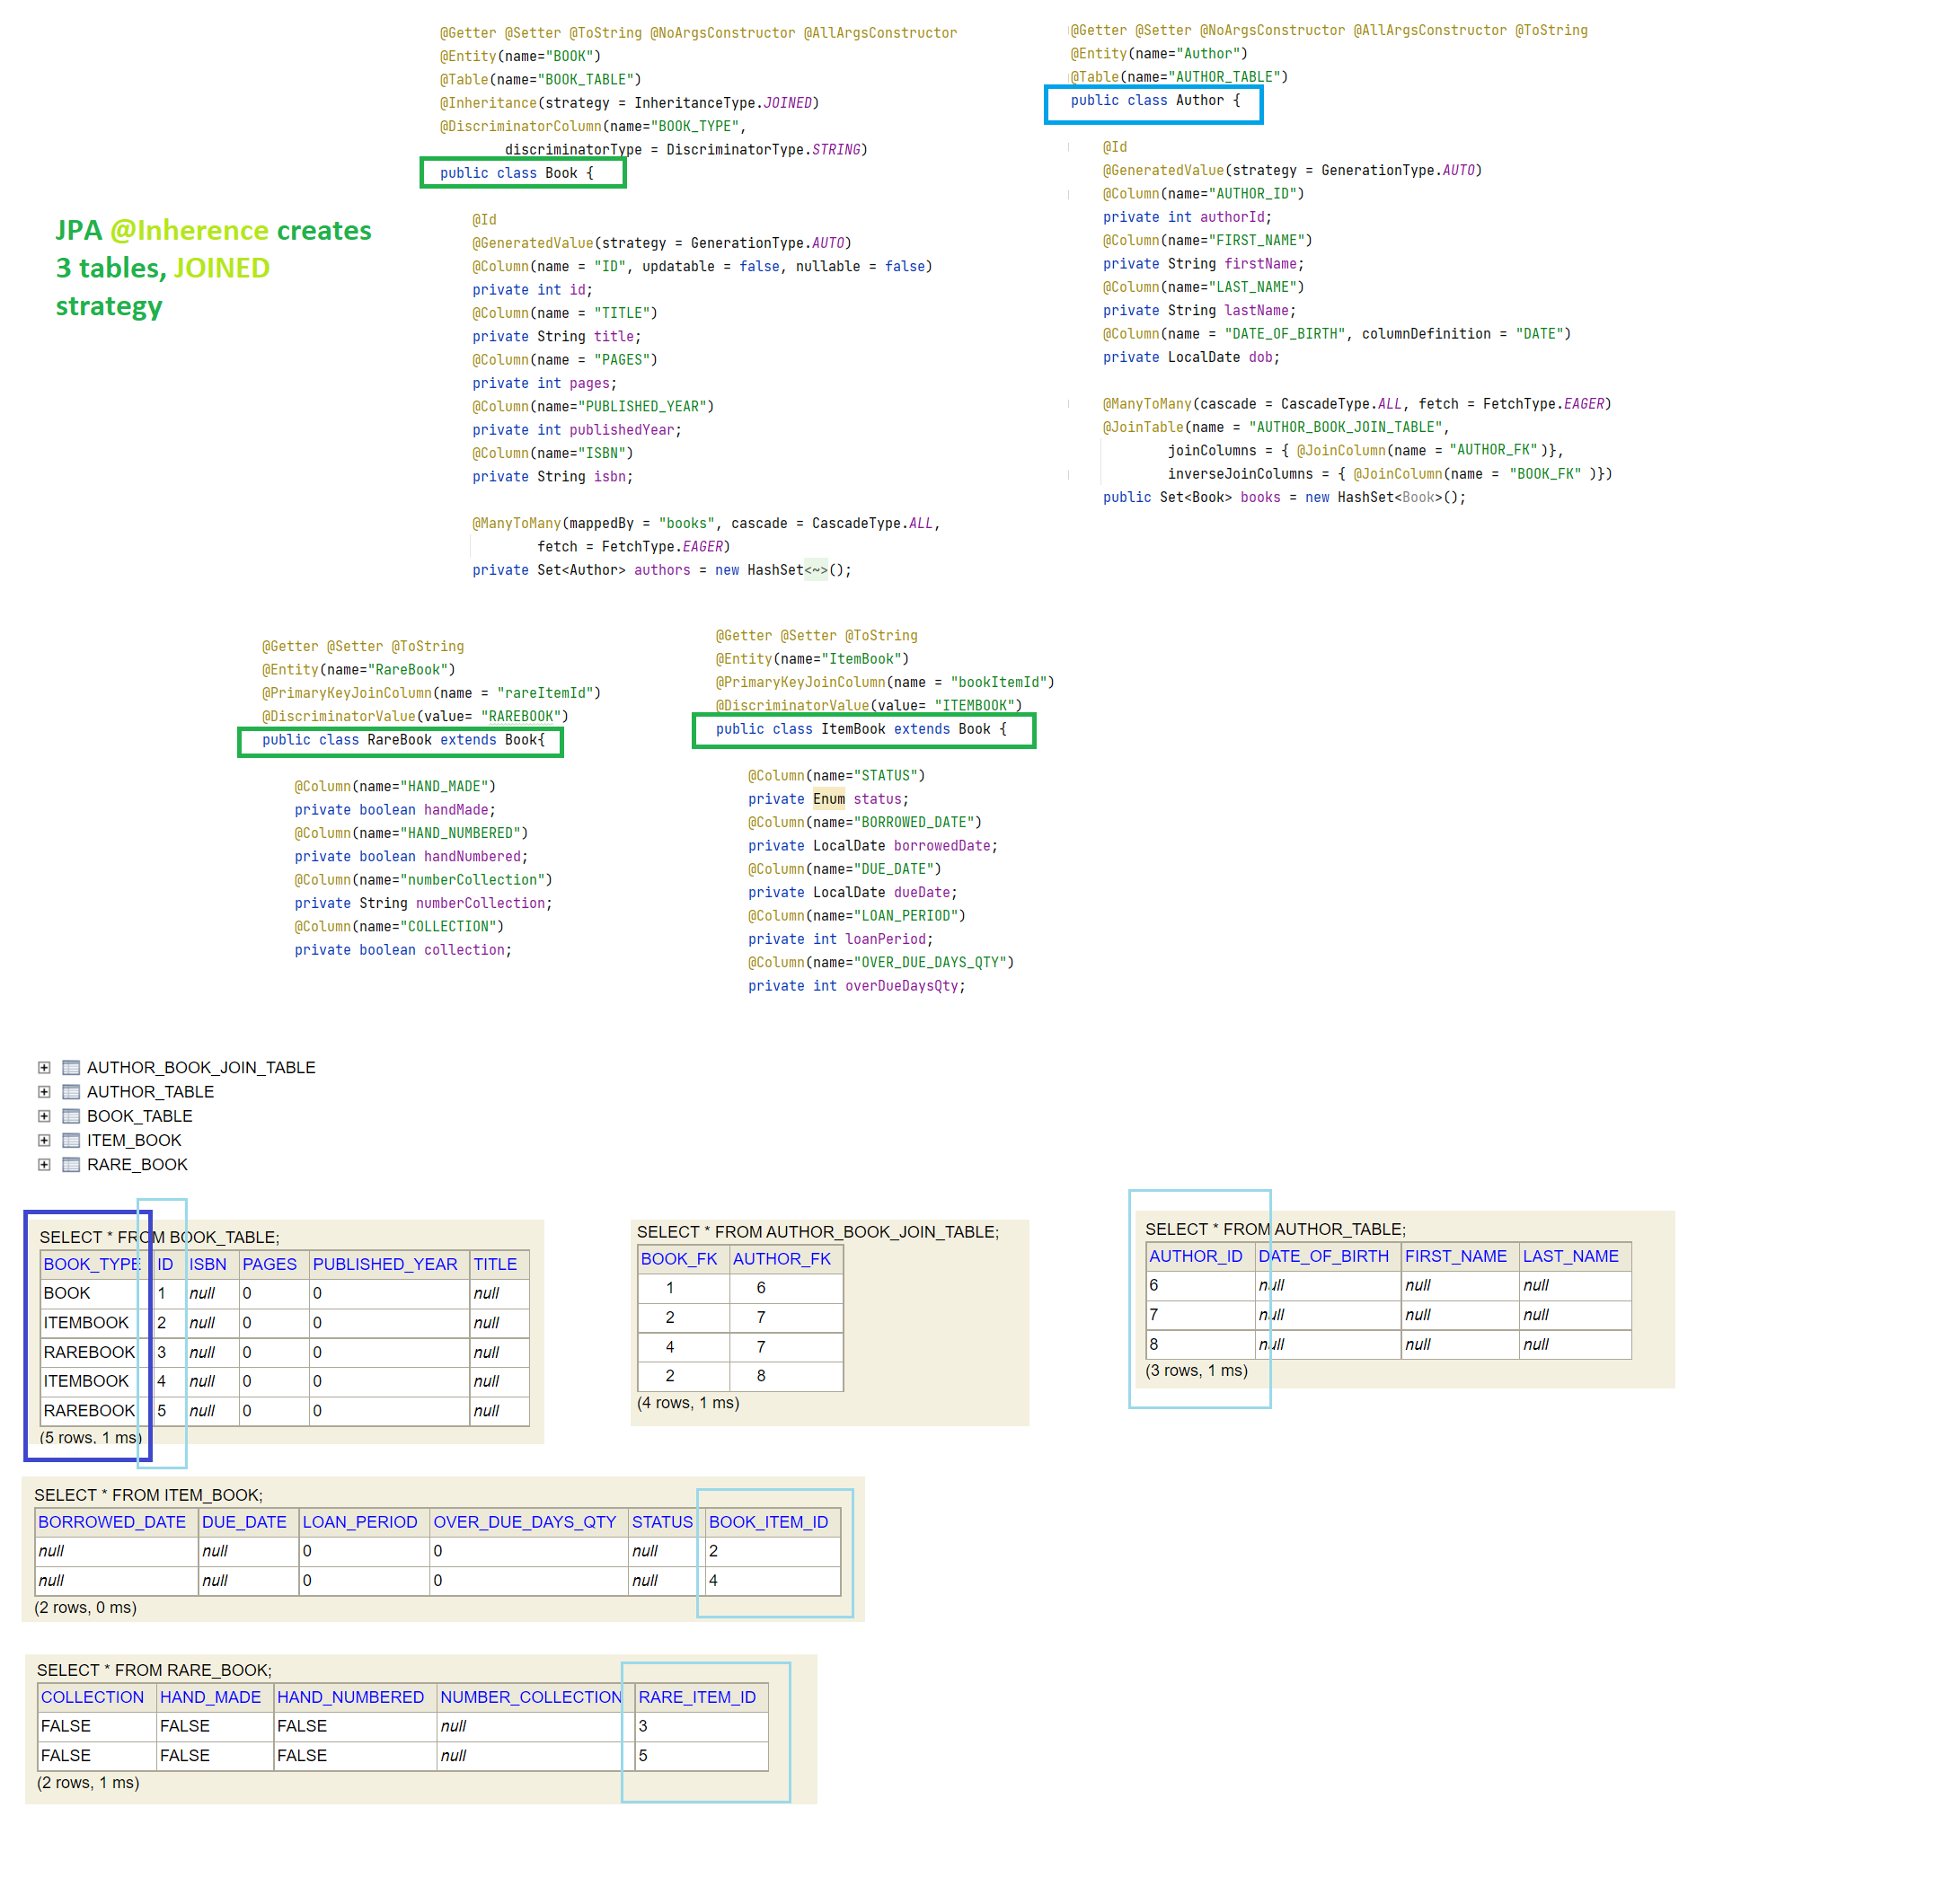 JPA @Inherence creates
3 tables, JOINED
strategy
@Getter @Setter @ToString @NoArgsConstructor @AllArgsConstructor
@Entity(name="BOOK")
@Table(name="BOOK_TABLE")
@Inheritance(strategy = InheritanceType.JOINED)
@DiscriminatorColumn(name="BOOK_TYPE",
discriminatorType = DiscriminatorType.STRING)
public class Book {
@Id
@GeneratedValue(strategy = GenerationType.AUTO)
@Column(name = "ID", updatable = false, nullable = false)
private int id;
@Column(name = "TITLE")
private String title;
@Column(name = "PAGES")
private int pages;
@Column(name="PUBLISHED_YEAR")
private int publishedYear;
@Column(name="ISBN")
private String isbn;
@ManyToMany(mappedBy = "books", cascade = CascadeType.ALL,
fetch = FetchType.EAGER)
private Set<Author> authors = new HashSet<~>();
@Getter @Setter @NoArgsConstructor @AllArgsConstructor @ToString
@Entity(name="Author")
@Table(name="AUTHOR_TABLE")
public class Author {
@Id
@GeneratedValue(strategy = GenerationType.AUTO)
@Column(name="AUTHOR_ID")
private int authorId;
@Column(name="FIRST_NAME")
private String firstName;
@Column(name="LAST_NAME")
private String lastName;
@Column(name = "DATE_OF_BIRTH", columnDefinition = "DATE")
private LocalDate dob;
@ManyToMany(cascade = CascadeType.ALL, fetch = FetchType.EAGER)
@JoinTable(name = "AUTHOR_BOOK_JOIN_TABLE",
joinColumns = { @JoinColumn(name = "AUTHOR_FK" )},
inverseJoinColumns = { @JoinColumn(name = "BOOK_FK" )})
public Set<Book> books = new HashSet<Book>();
@Getter @Setter @ToString
@Entity(name="RareBook")
@PrimaryKeyJoinColumn(name = "rareItemId")
@DiscriminatorValue(value= "RAREBOOK")
public class RareBook extends Book{
@Column(name="HAND_MADE")
private boolean handMade;
@Column(name="HAND_NUMBERED")
private boolean handNumbered;
@Column(name="numberCollection")
private String numberCollection;
@Column(name="COLLECTION")
private boolean collection;
@Getter @Setter @ToString
@Entity(name="ItemBook")
@PrimaryKeyJoinColumn(name = "bookItemId")
@DiscriminatorValue(value= "ITEMBOOK")
public class ItemBook extends Book {
@Column(name="STATUS")
private Enum status;
@Column(name="BORROWED_DATE")
private LocalDate borrowedDate;
@Column(name="DUE_DATE")
private LocalDate dueDate;
@Column(name="LOAN_PERIOD")
private int loanPeriod;
@Column(name="OVER_DUE_DAYS_QTY")
private int overDueDaysQty;
AUTHOR_BOOK_JOIN_TABLE
AUTHOR_TABLE
BOOK_TABLE
ITEM_BOOK
RARE_BOOK
SELECT * FROM BOOK_TABLE;
BOOK_TYPE ID ISBN PAGES PUBLISHED_YEAR TITLE
BOOK 1 null 0 0 null
ITEMBOOK 2 null 0 0 null
RAREBOOK 3 null 0 0 null
ITEMBOOK 4 null 0 0 null
RAREBOOK 5 null 0 0 null
(5 rows, 1 ms)
SELECT * FROM AUTHOR_BOOK_JOIN_TABLE;
BOOK_FK AUTHOR_FK
1 6
2 7
4 7
2 8
(4 rows, 1 ms)
SELECT * FROM AUTHOR_TABLE;
AUTHOR_ID DATE_OF_BIRTH FIRST_NAME LAST_NAME
6 null null null
7 null null null
8 null null null
(3 rows, 1 ms)
SELECT * FROM ITEM_BOOK;
BORROWED_DATE DUE_DATE LOAN_PERIOD OVER_DUE_DAYS_QTY STATUS BOOK_ITEM_ID
null null 0 0 null 2
null null 0 0 null 4
(2 rows, 0 ms)
SELECT * FROM RARE_BOOK;
COLLECTION HAND_MADE HAND_NUMBERED NUMBER_COLLECTION RARE_ITEM_ID
FALSE FALSE FALSE null 3
FALSE FALSE FALSE null 5
(2 rows, 1 ms)